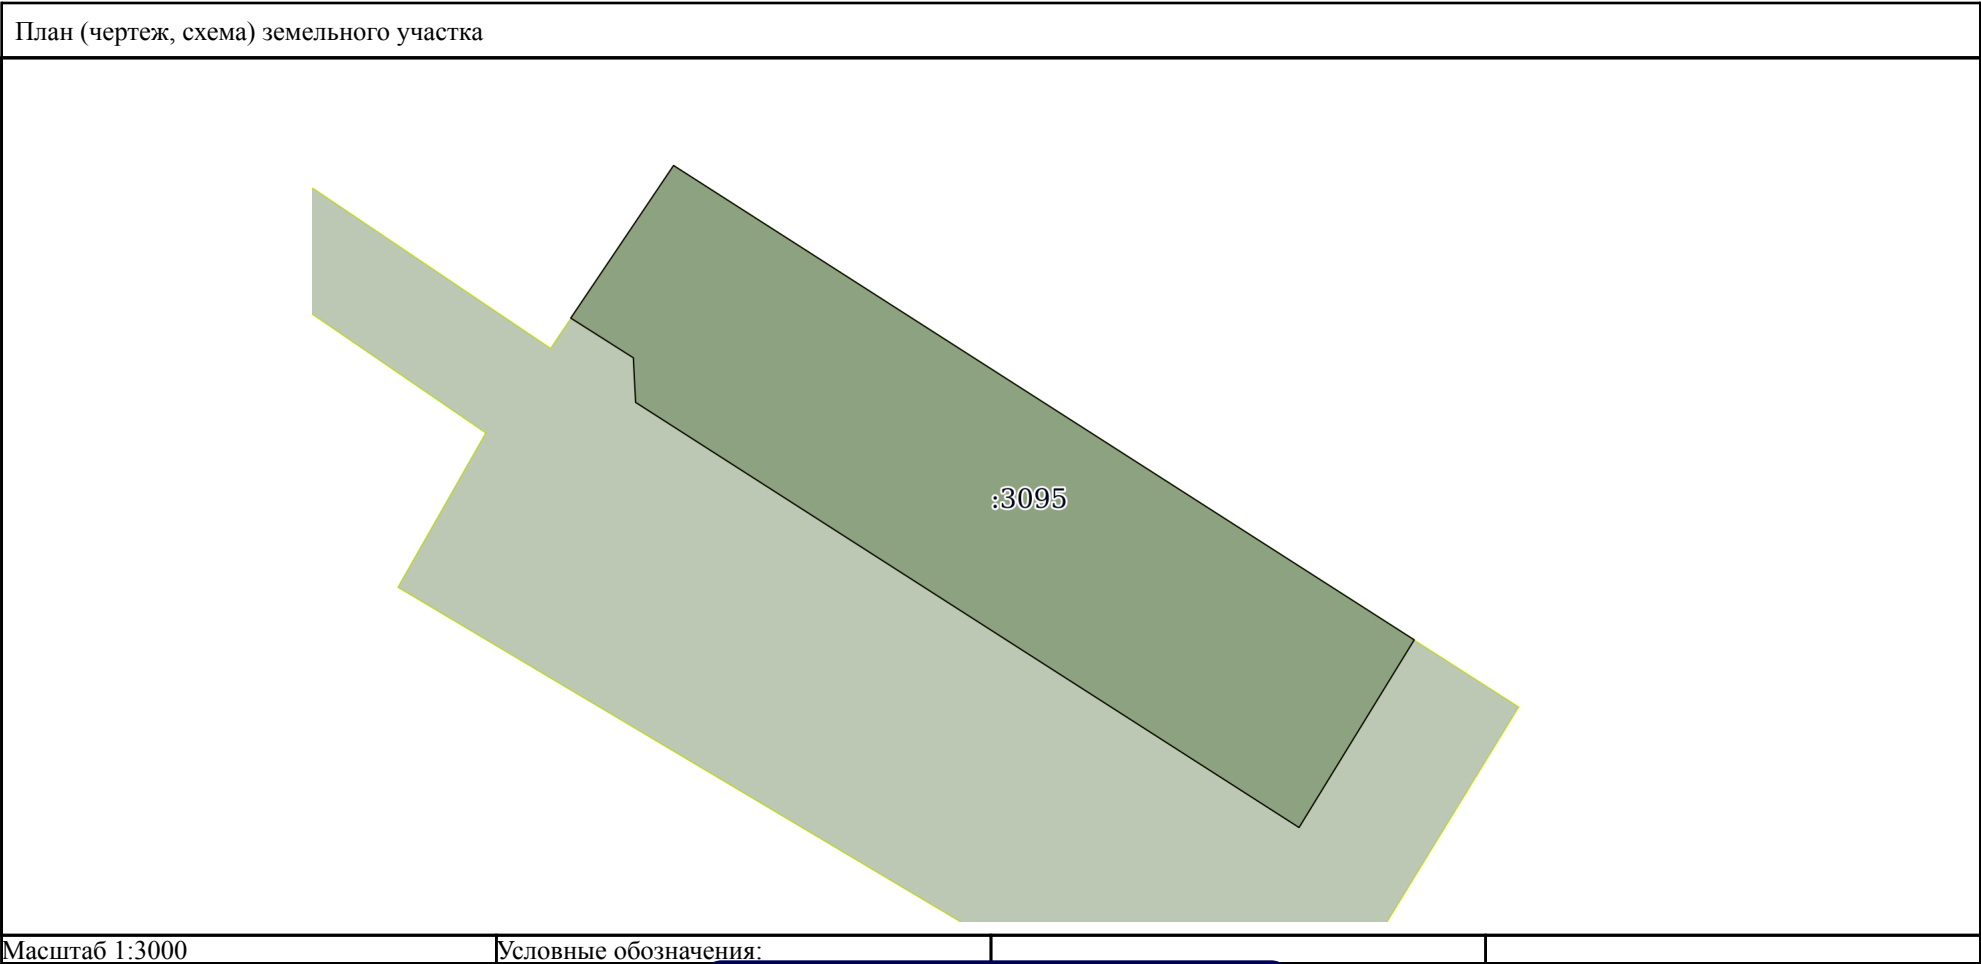 План (чертеж, схема) земельного участка
:3095
Масштаб 1:3000
Условные обозначения: